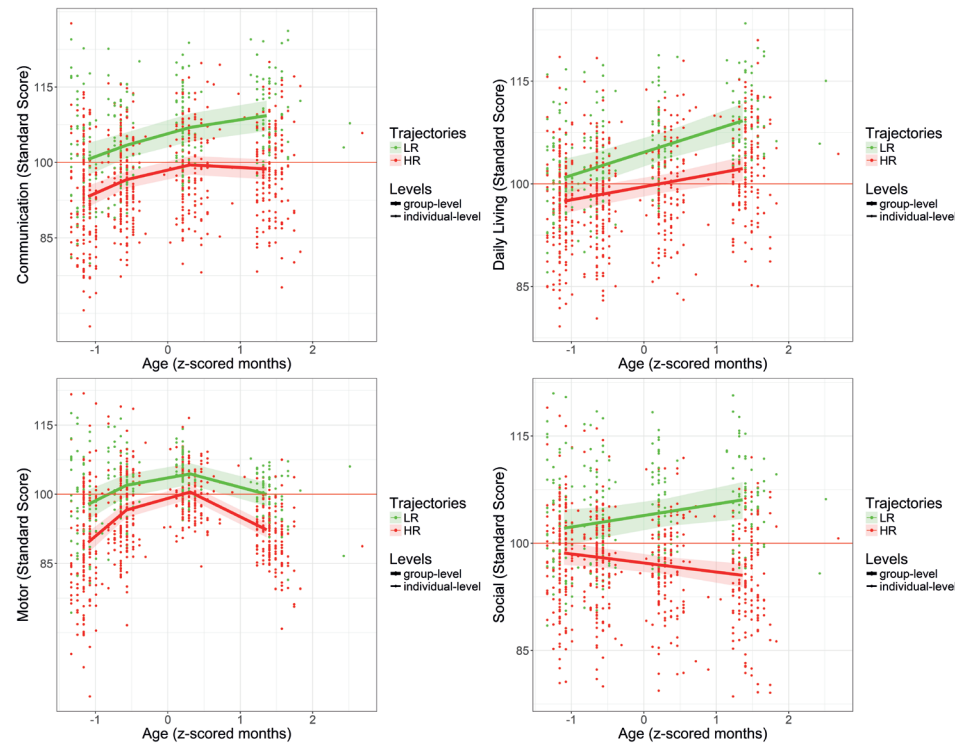 Communication (Standard Score)
115
100
85
-1 0 1 2
Age (z-scored months)
Trajectories
LR
HR
Levels
group-level
individual-level
Daily Living (Standard Score)
115
100
85
-1 0 1 2
Age (z-scored months)
Trajectories
LR
HR
Levels
group-level
individual-level
Motor (Standard Score)
115
100
85
-1 0 1 2
Age (z-scored months)
Trajectories
LR
HR
Levels
group-level
individual-level
Social (Standard Score)
115
100
85
-1 0 1 2
Age (z-scored months)
Trajectories
LR
HR
Levels
group-level
individual-level